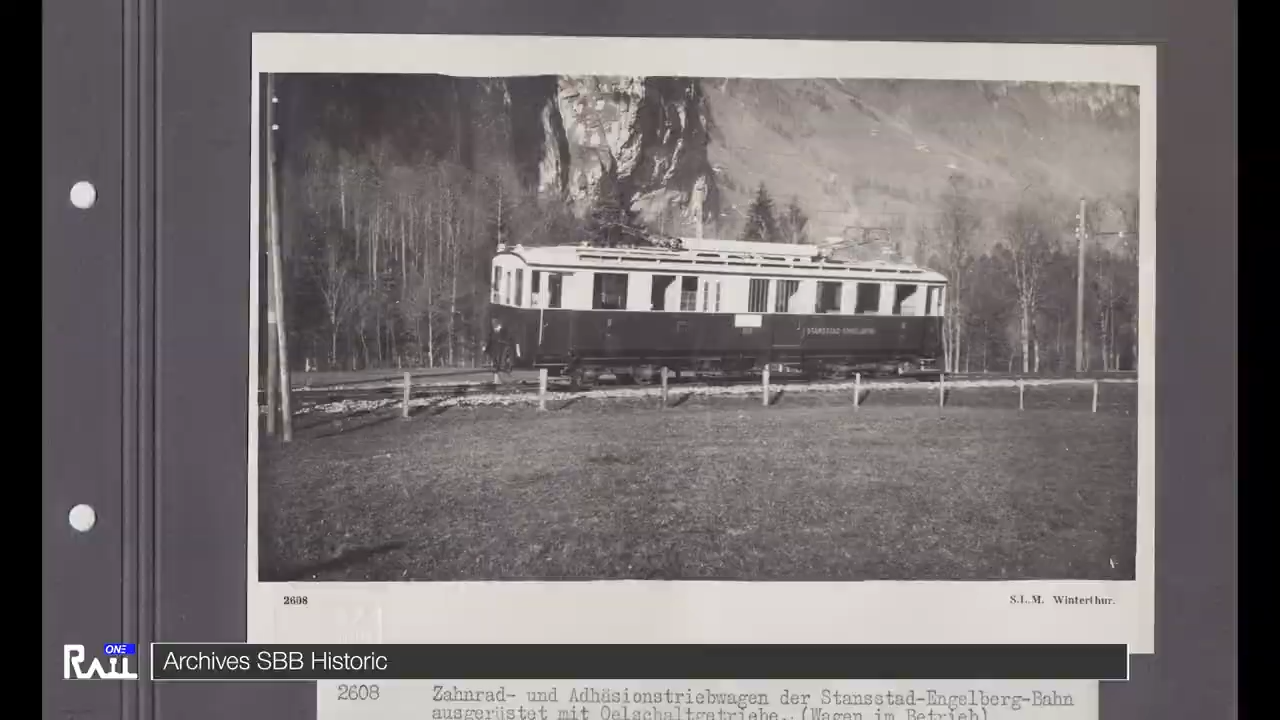 STANSSTAD-ENGELBERG
2608
S.L.M. Winterthur.
ONE
RAIL
Archives SBB Historic
2608 Zahnrad- und Adhäsionstriebwagen der Stansstad-Engelberg-Bahn
ausgerüstet mit Oelschaltgetriebe. (Wagen im Betrieb)